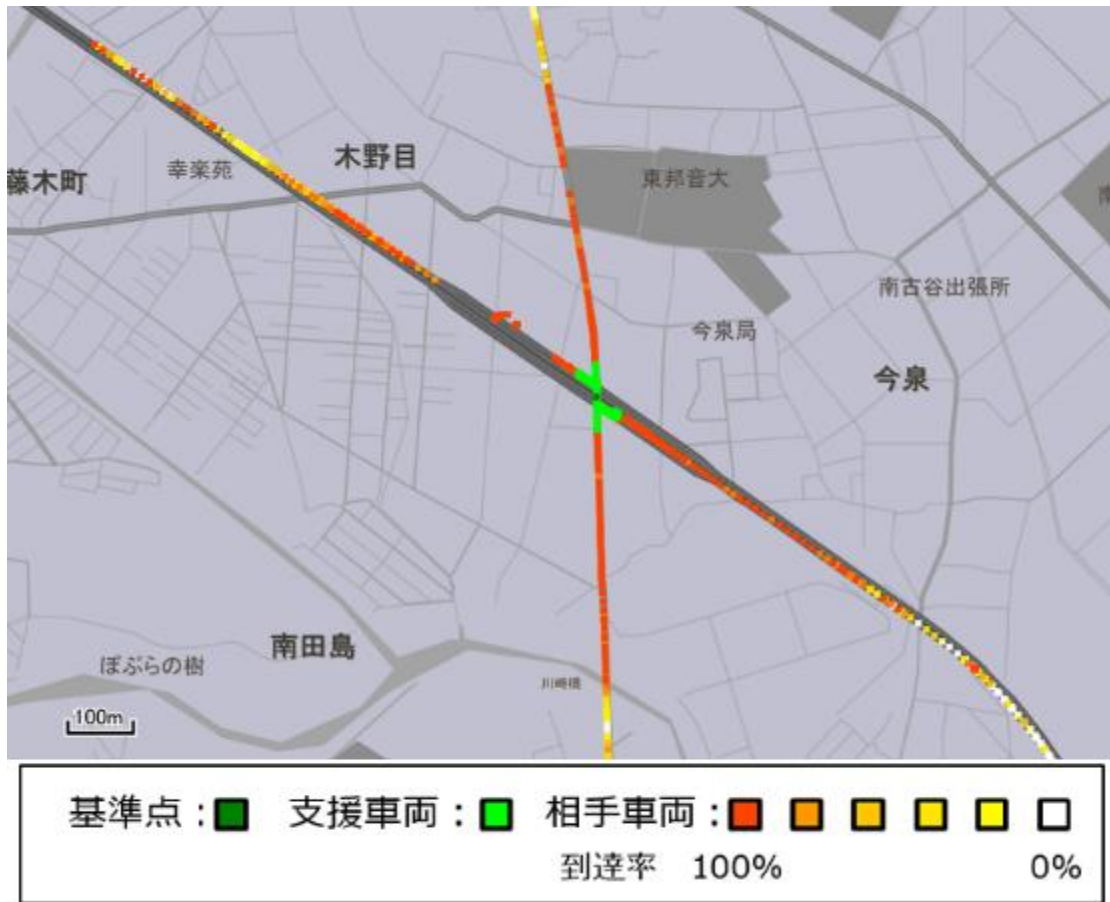 木野目
藤木町
幸楽苑
東邦音大
南古谷出張所
今泉局
今泉
南田島
ぽぷらの樹
川崎橋
100m
基準点：
支援車両：
相手車両：
到達率 100% 0%